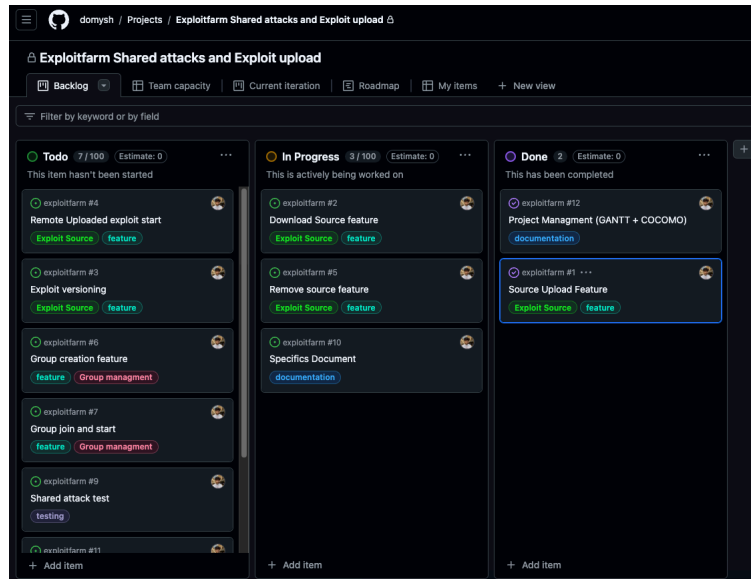 domysh / Projects / Exploitfarm Shared attacks and Exploit upload
Exploitfarm Shared attacks and Exploit upload
Backlog
Team capacity
Current iteration
Roadmap
My items
+ New view
Filter by keyword or by field
Todo 7 / 100 Estimate: 0 ...
This item hasn't been started
exploitfarm #4
Remote Uploaded exploit start
Exploit Source feature
exploitfarm #3
Exploit versioning
Exploit Source feature
exploitfarm #6
Group creation feature
feature Group managment
exploitfarm #7
Group join and start
feature Group managment
exploitfarm #9
Shared attack test
testing
exploitfarm #11
+ Add item
In Progress 3 / 100 Estimate: 0 ...
This is actively being worked on
exploitfarm #2
Download Source feature
Exploit Source feature
exploitfarm #5
Remove source feature
Exploit Source feature
exploitfarm #10
Specifics Document
documentation
+ Add item
Done 2 Estimate: 0 ...
This has been completed
exploitfarm #12
Project Managment (GANTT + COCOMO)
documentation
exploitfarm #1 ...
Source Upload Feature
Exploit Source feature
+ Add item
+